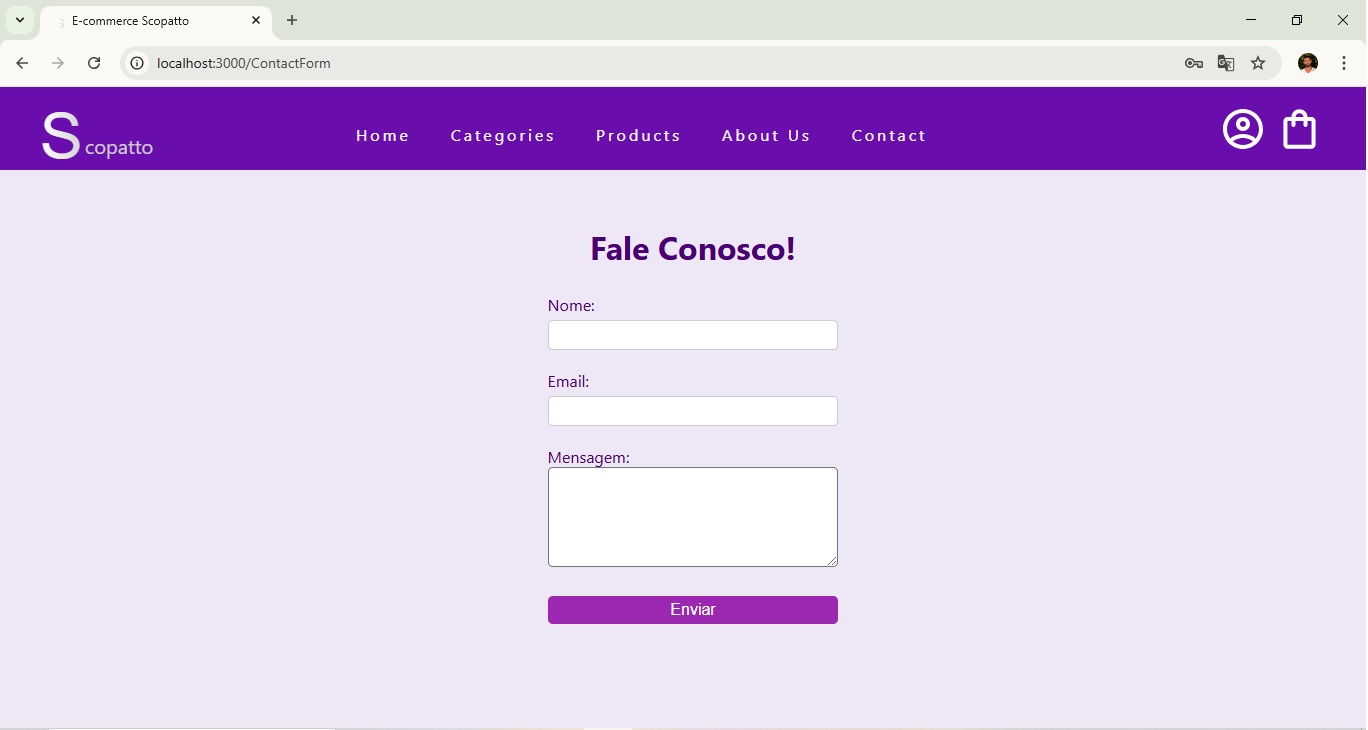 E-commerce Scopatto
localhost:3000/ContactForm
Scopatto
Home Categories Products About Us Contact
Fale Conosco!
Nome:
Email:
Mensagem:
Enviar